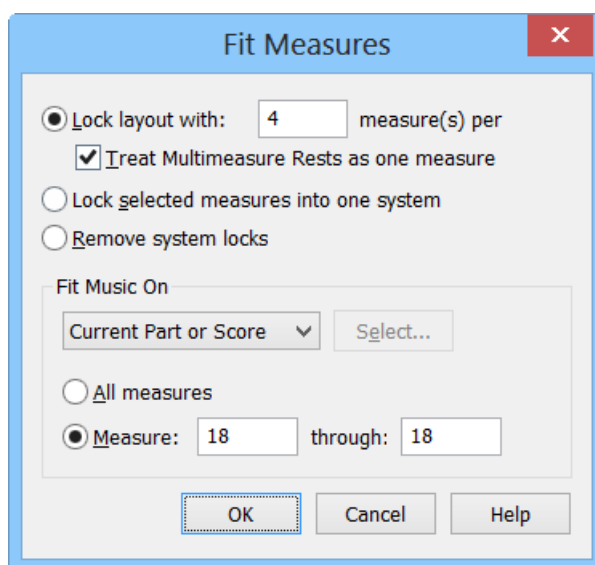 Fit Measures
Lock layout with: 4 measure(s) per
Treat Multimeasure Rests as one measure
Lock selected measures into one system
Remove system locks
Fit Music On
Current Part or Score Select...
All measures
Measure: 18 through: 18
OK Cancel Help